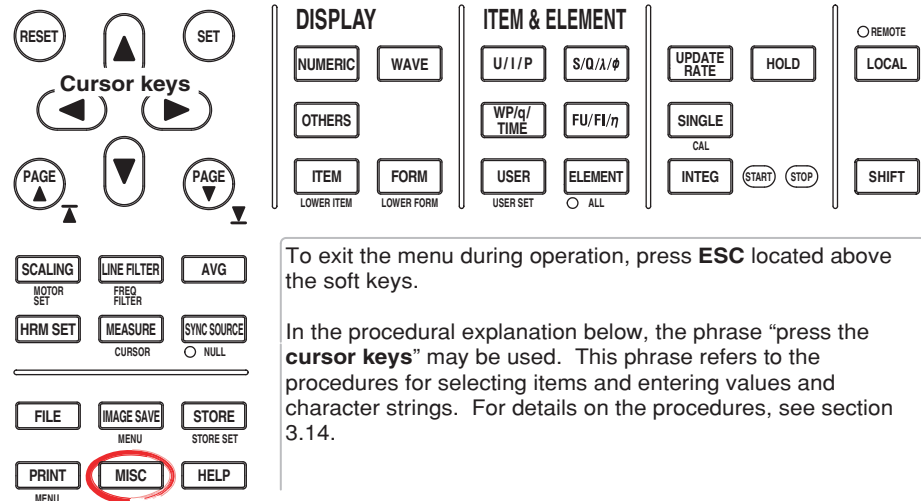 RESET
SET
Cursor keys
PAGE
PAGE
DISPLAY
NUMERIC
WAVE
OTHERS
ITEM
FORM
LOWER ITEM
LOWER FORM
ITEM & ELEMENT
U / I / P
S/Q/λ/ϕ
WP/q/
TIME
FU/FI/η
USER
ELEMENT
USER SET
ALL
UPDATE
RATE
HOLD
SINGLE
CAL
INTEG
START
STOP
REMOTE
LOCAL
SHIFT
SCALING
LINE FILTER
AVG
MOTOR
SET
FREQ
FILTER
HRM SET
MEASURE
SYNC SOURCE
CURSOR
NULL
FILE
IMAGE SAVE
STORE
MENU
STORE SET
PRINT
MISC
HELP
MENU
To exit the menu during operation, press ESC located above
the soft keys.
In the procedural explanation below, the phrase “press the
cursor keys” may be used. This phrase refers to the
procedures for selecting items and entering values and
character strings. For details on the procedures, see section
3.14.